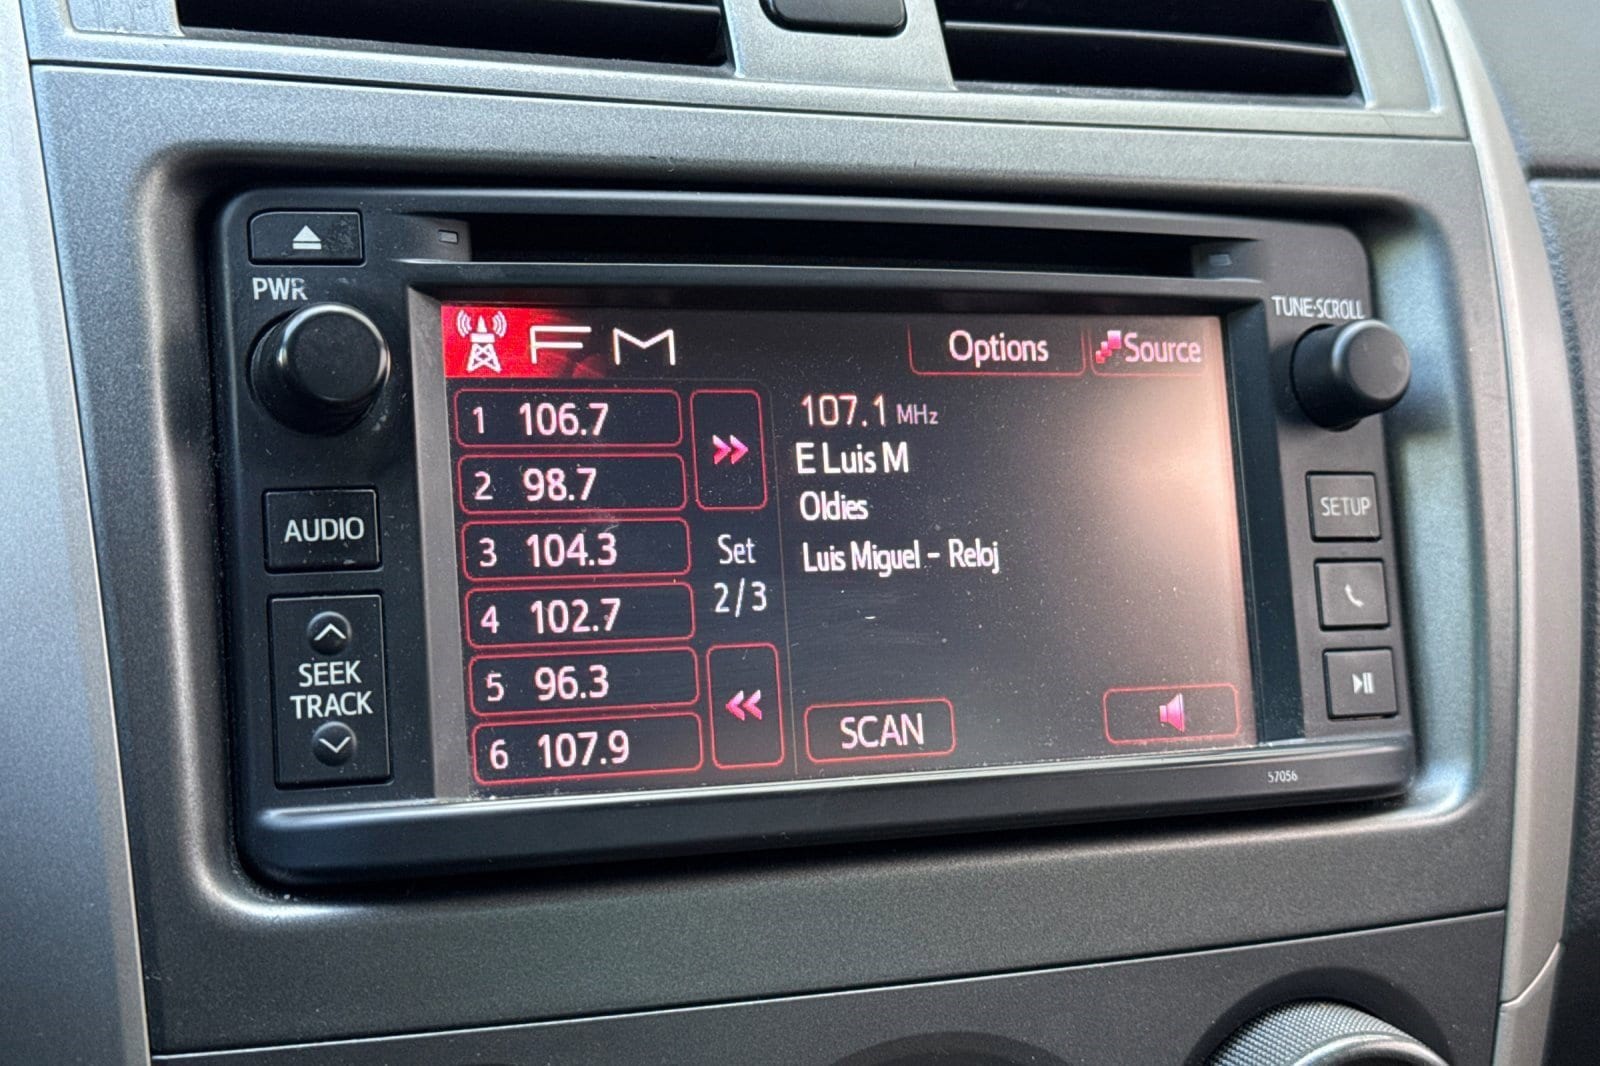 PWR
TUNE·SCROLL
FM
Options
Source
1 106.7
2 98.7
3 104.3
4 102.7
5 96.3
6 107.9
Set
2/3
107.1 MHz
E Luis M
Oldies
Luis Miguel - Reloj
SCAN
AUDIO
SEEK
TRACK
SETUP
57056